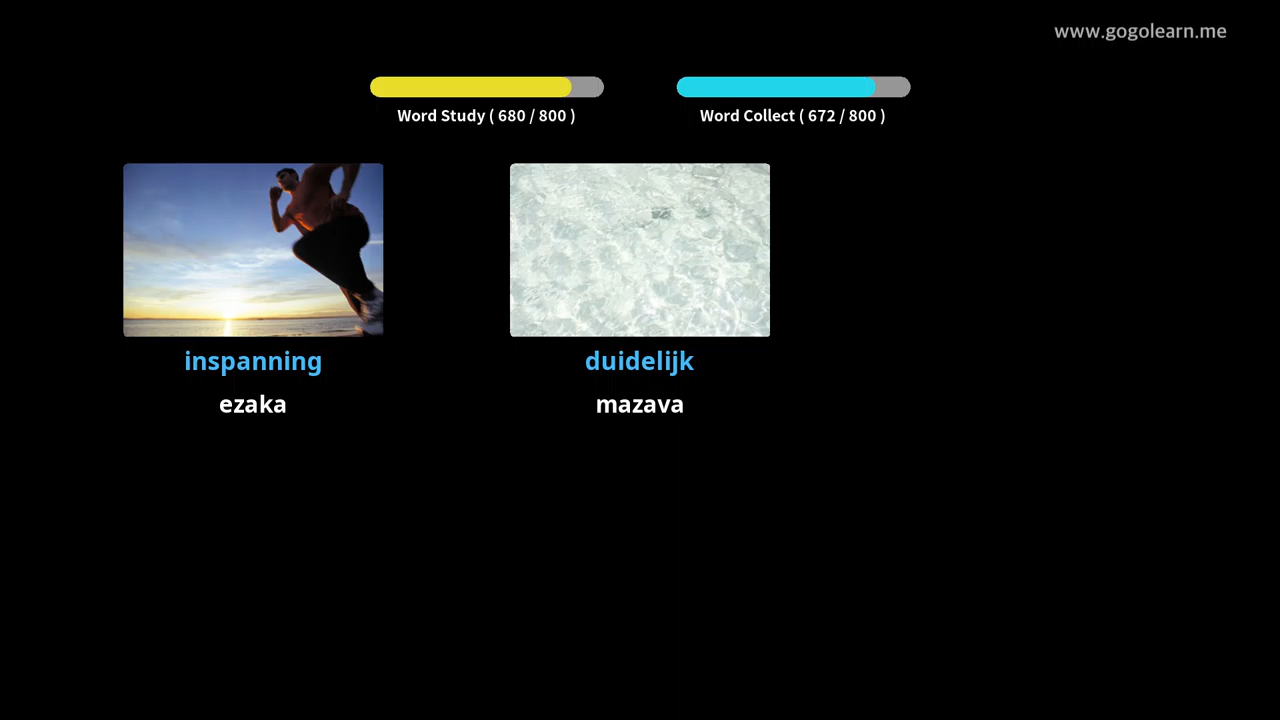 www.gogolearn.me
Word Study ( 680 / 800 )
Word Collect ( 672 / 800 )
inspanning
ezaka
duidelijk
mazava